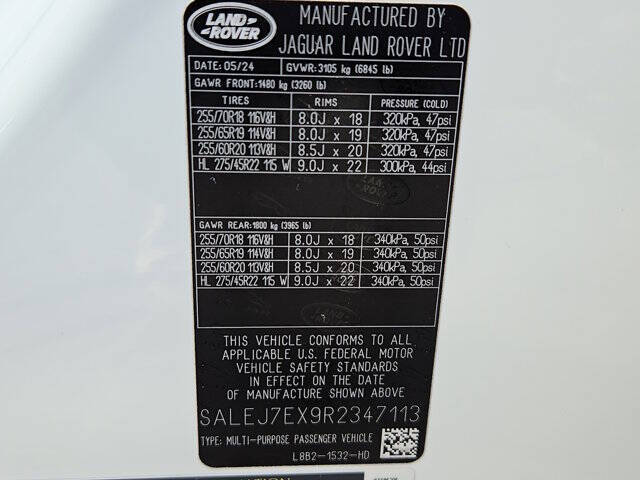 LAND ROVER
MANUFACTURED BY
JAGUAR LAND ROVER LTD
DATE: 05/24 GVWR: 3105 kg (6845 lb)
GAWR FRONT: 1480 kg (3260 lb)
TIRES RIMS PRESSURE (COLD)
255/70R18 116V&H 8.0J x 18 320kPa, 47psi
255/65R19 114V&H 8.0J x 19 320kPa, 47psi
255/60R20 113V&H 8.5J x 20 320kPa, 47psi
HL 275/45R22 115 W 9.0J x 22 300kPa, 44psi
GAWR REAR: 1800 kg (3965 lb)
255/70R18 116V&H 8.0J x 18 340kPa, 50psi
255/65R19 114V&H 8.0J x 19 340kPa, 50psi
255/60R20 113V&H 8.5J x 20 340kPa, 50psi
HL 275/45R22 115 W 9.0J x 22 340kPa, 50psi
THIS VEHICLE CONFORMS TO ALL
APPLICABLE U.S. FEDERAL MOTOR
VEHICLE SAFETY STANDARDS
IN EFFECT ON THE DATE
OF MANUFACTURE SHOWN ABOVE
SALEJ7EX9R2347113
TYPE: MULTI-PURPOSE PASSENGER VEHICLE
L8B2-1532-HD